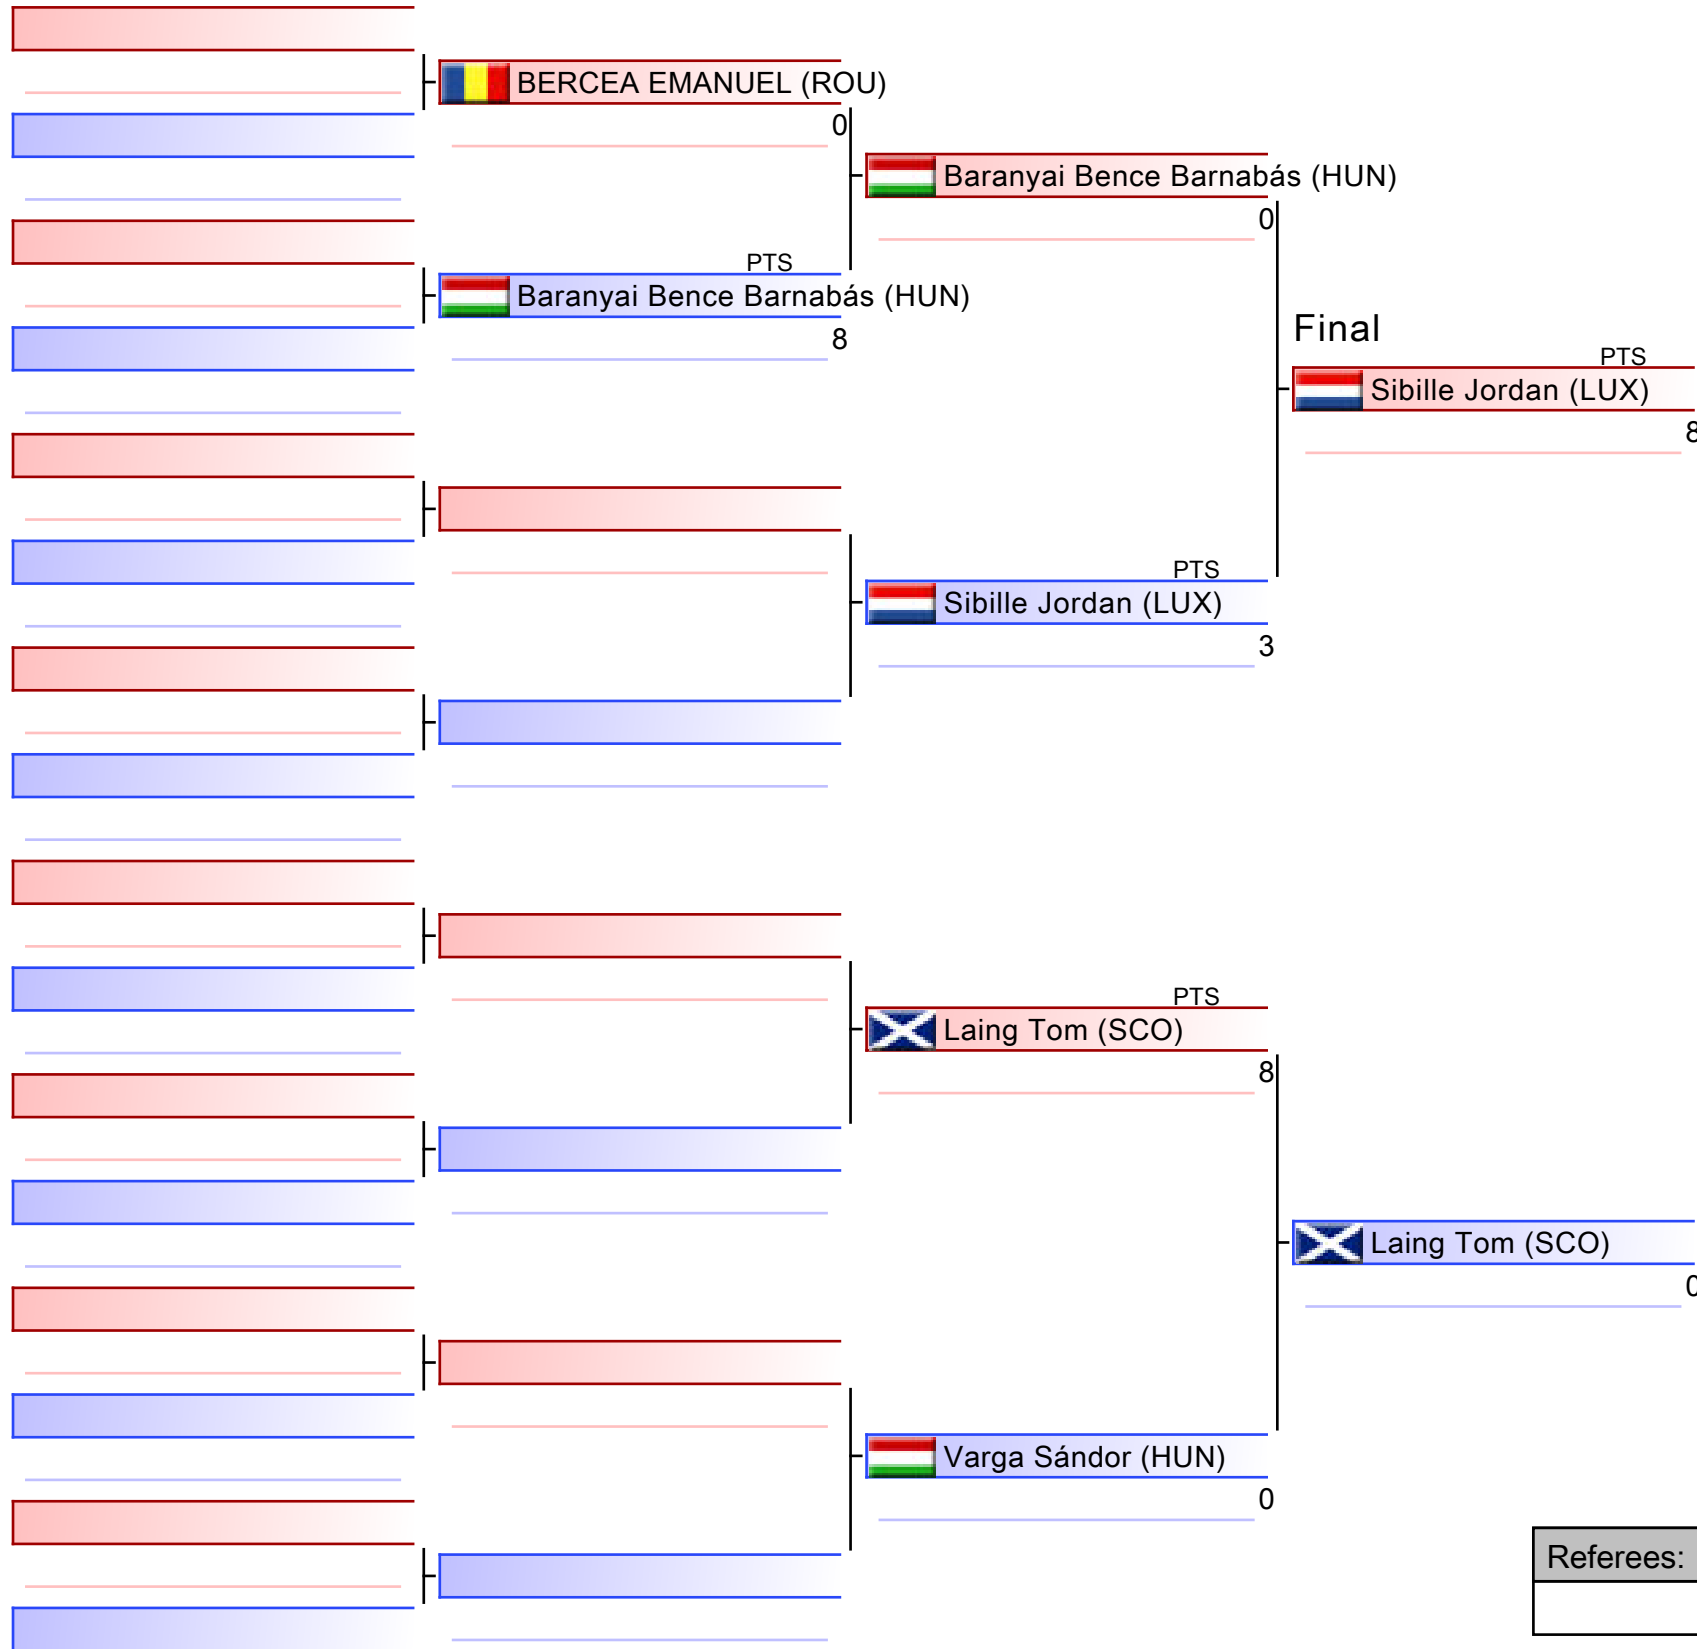 BERCEA EMANUEL (ROU)
0
Baranyai Bence Barnabás (HUN)
0
PTS
Baranyai Bence Barnabás (HUN)
8
Final
PTS
Sibille Jordan (LUX)
8
PTS
Sibille Jordan (LUX)
3
PTS
Laing Tom (SCO)
8
Laing Tom (SCO)
0
Varga Sándor (HUN)
0
Referees: